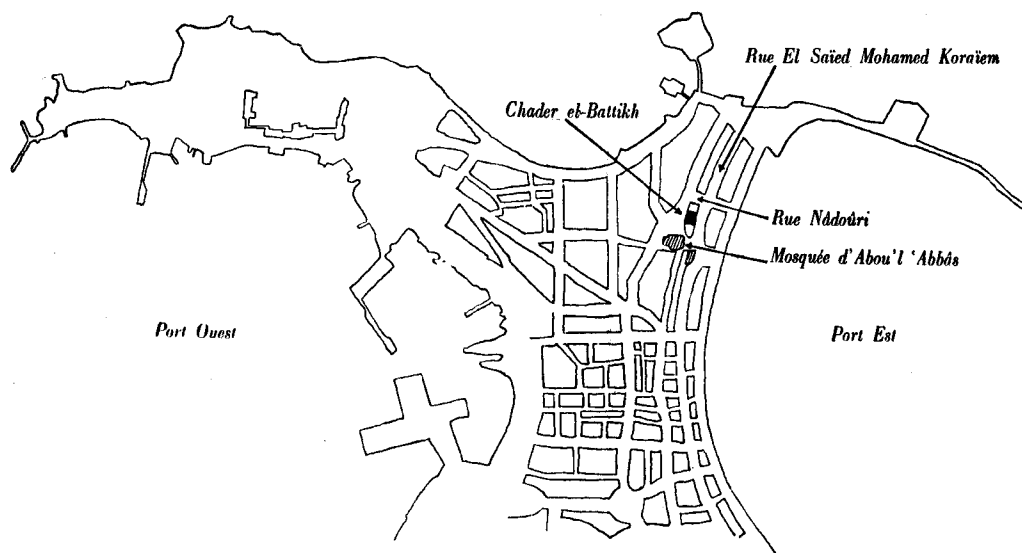 Rue El Saïed Mohamed Koraïem
Chader el-Battikh
Rue Nâdoûri
Mosquée d'Abou'l 'Abbâs
Port Ouest
Port Est